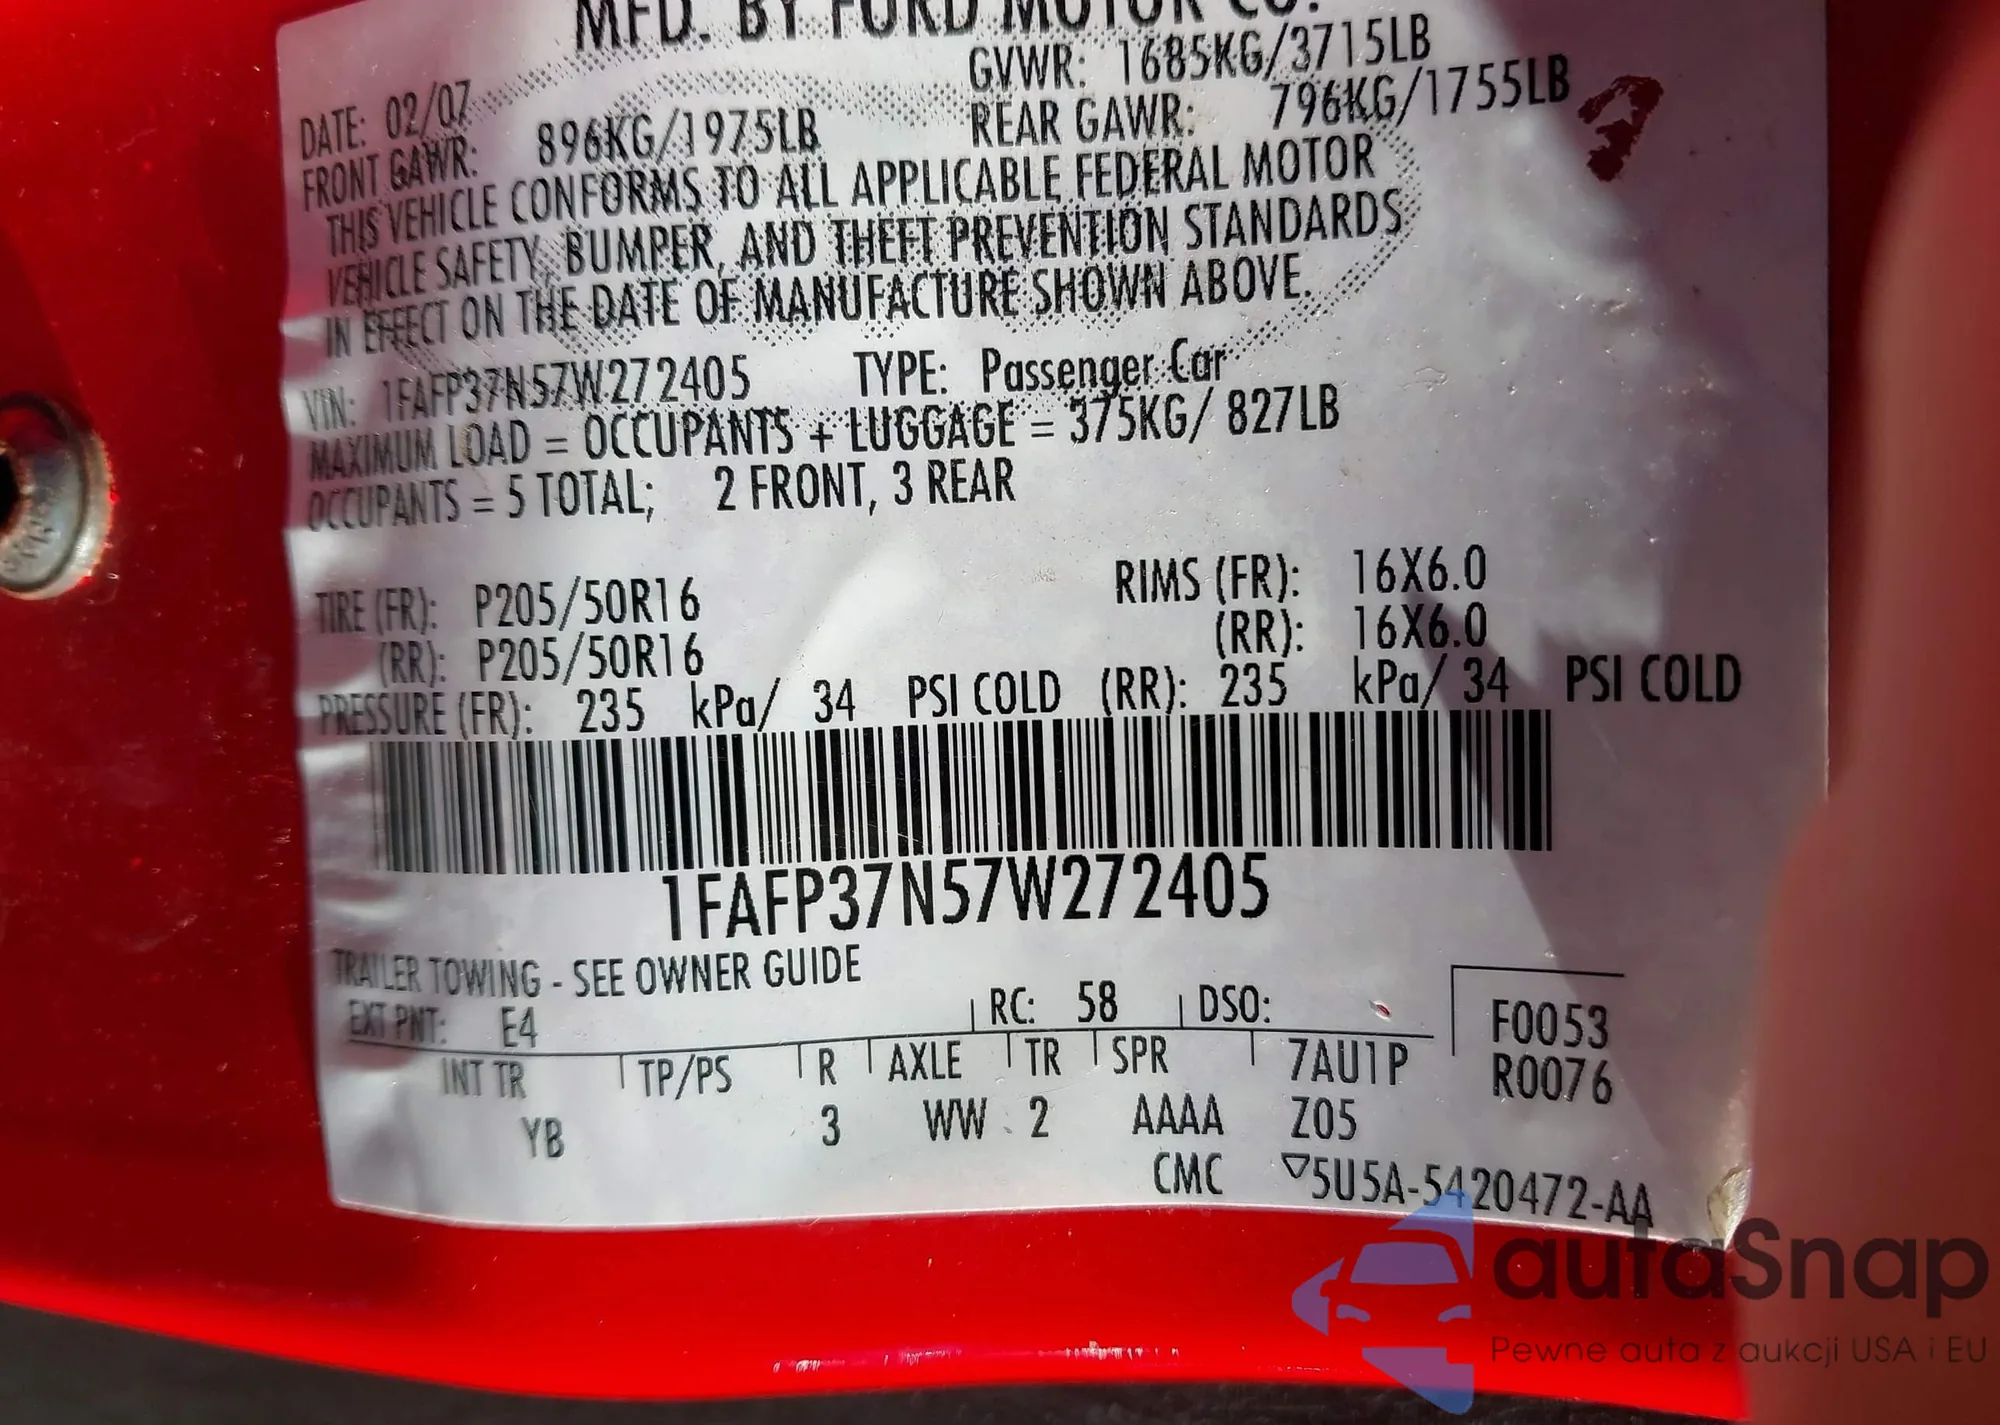 MFD. BY FORD MOTOR CO.
DATE: 02/07 GVWR: 1685KG/3715LB
FRONT GAWR: 896KG/1975LB REAR GAWR: 796KG/1755LB
THIS VEHICLE CONFORMS TO ALL APPLICABLE FEDERAL MOTOR
VEHICLE SAFETY, BUMPER, AND THEFT PREVENTION STANDARDS
IN EFFECT ON THE DATE OF MANUFACTURE SHOWN ABOVE.
VIN: 1FAFP37N57W272405 TYPE: Passenger Car
MAXIMUM LOAD = OCCUPANTS + LUGGAGE = 375KG/ 827LB
OCCUPANTS = 5 TOTAL; 2 FRONT, 3 REAR
TIRE (FR): P205/50R16 RIMS (FR): 16X6.0
(RR): P205/50R16 (RR): 16X6.0
PRESSURE (FR): 235 kPa/ 34 PSI COLD (RR): 235 kPa/ 34 PSI COLD
1FAFP37N57W272405
TRAILER TOWING - SEE OWNER GUIDE
EXT PNT: E4 RC: 58 DSO: F0053
INT TR TP/PS R AXLE TR SPR 7AU1P R0076
YB 3 WW 2 AAAA Z05
CMC ▽5U5A-5420472-AA
autaSnap
Pewne auta z aukcji USA i EU